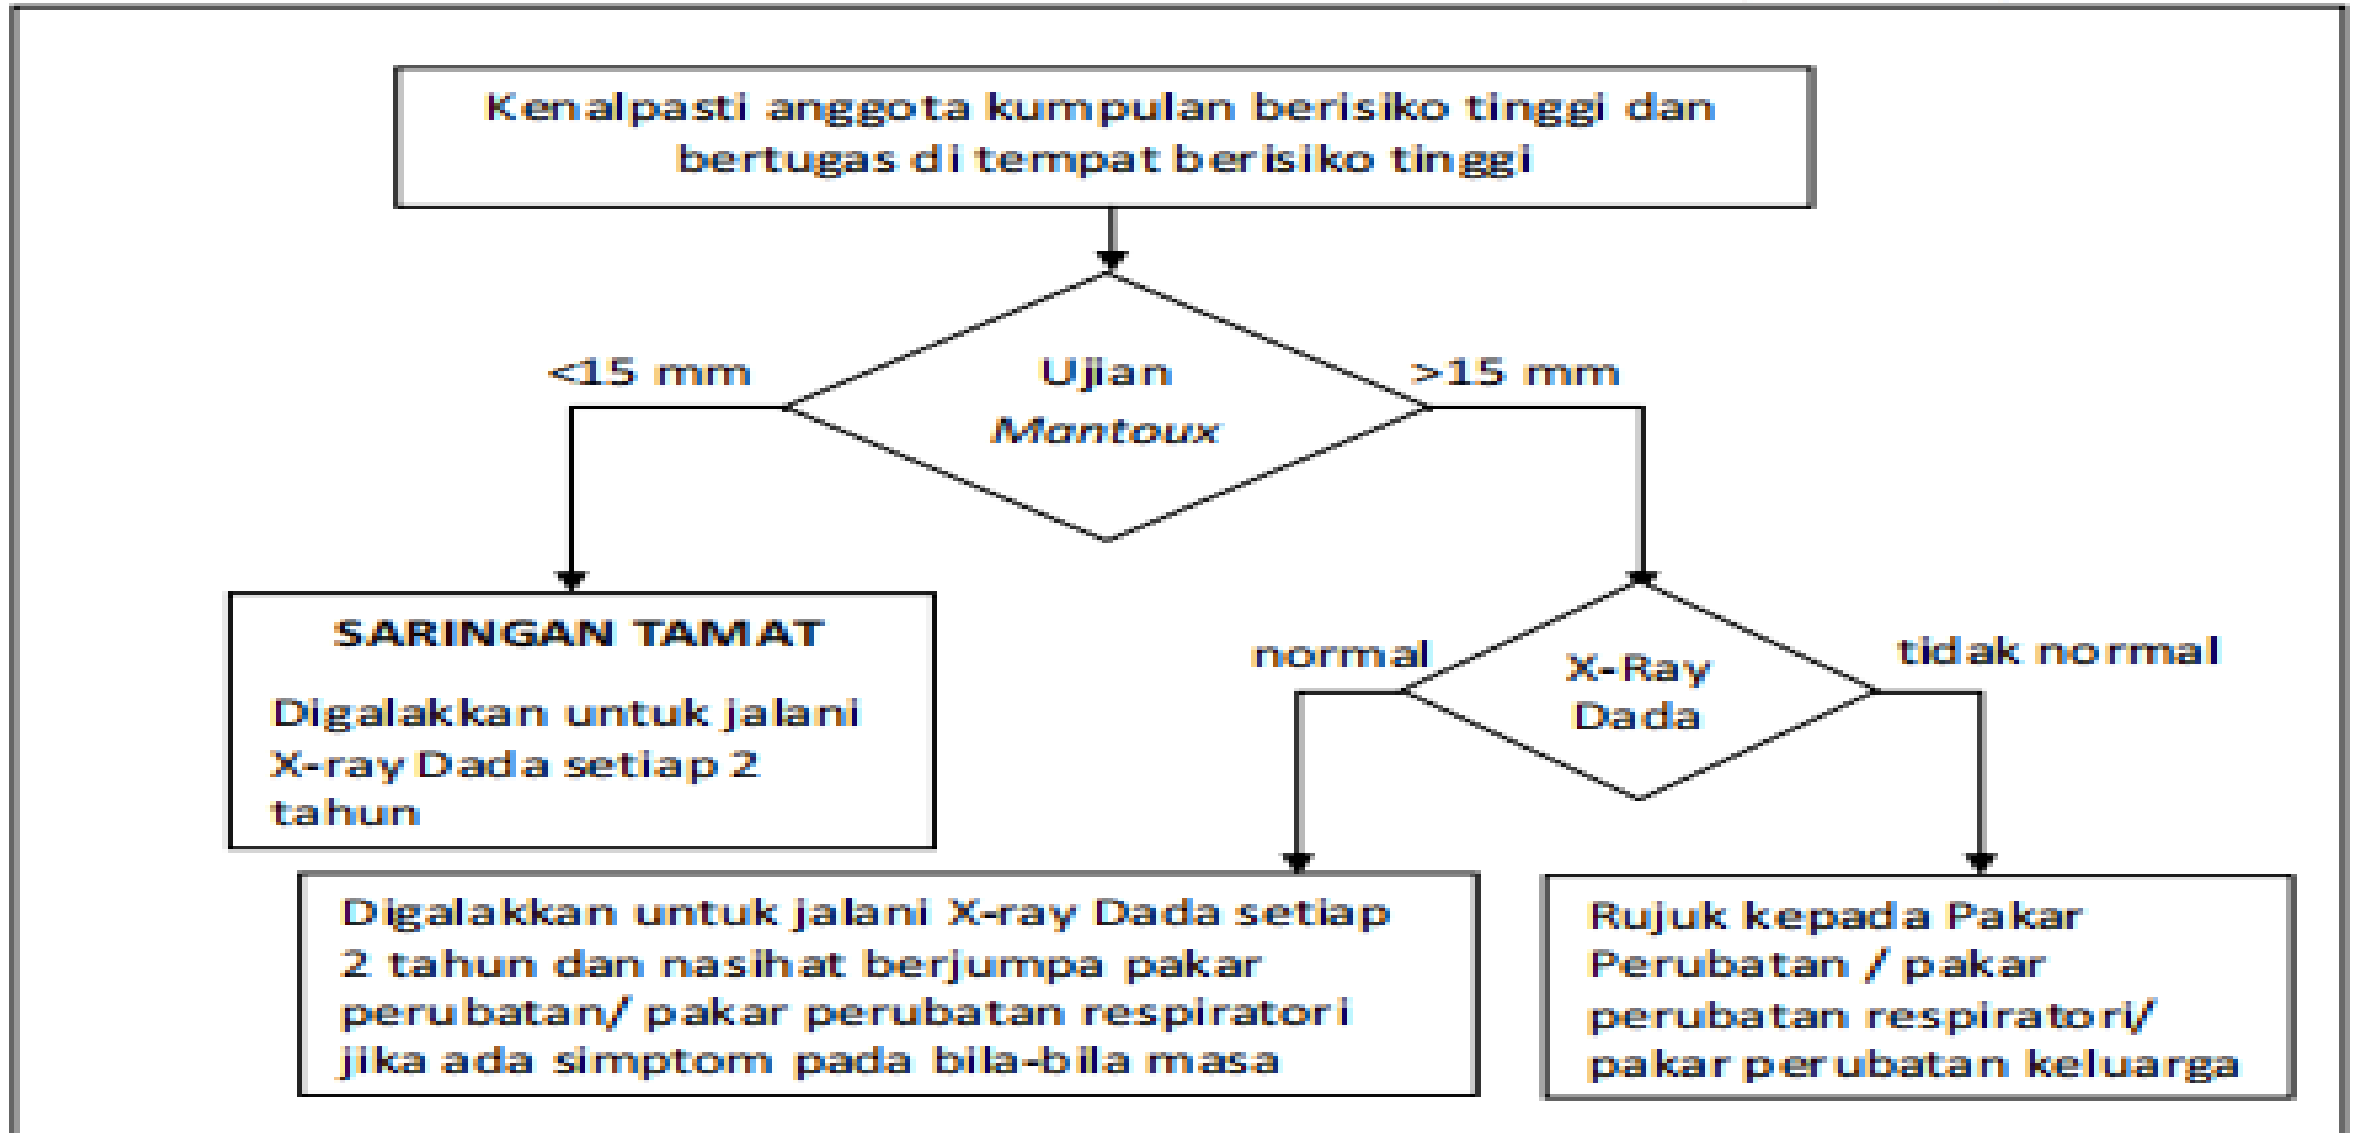 Kenalpasti anggota kumpulan berisiko tinggi dan
bertugas di tempat berisiko tinggi
<15 mm
Ujian
Mantoux
>15 mm
SARINGAN TAMAT
Digalakkan untuk jalani
X-ray Dada setiap 2
tahun
normal
X-Ray
Dada
tidak normal
Digalakkan untuk jalani X-ray Dada setiap
2 tahun dan nasihat berjumpa pakar
perubatan/ pakar perubatan respiratori
jika ada simptom pada bila-bila masa
Rujuk kepada Pakar
Perubatan / pakar
perubatan respiratori/
pakar perubatan keluarga